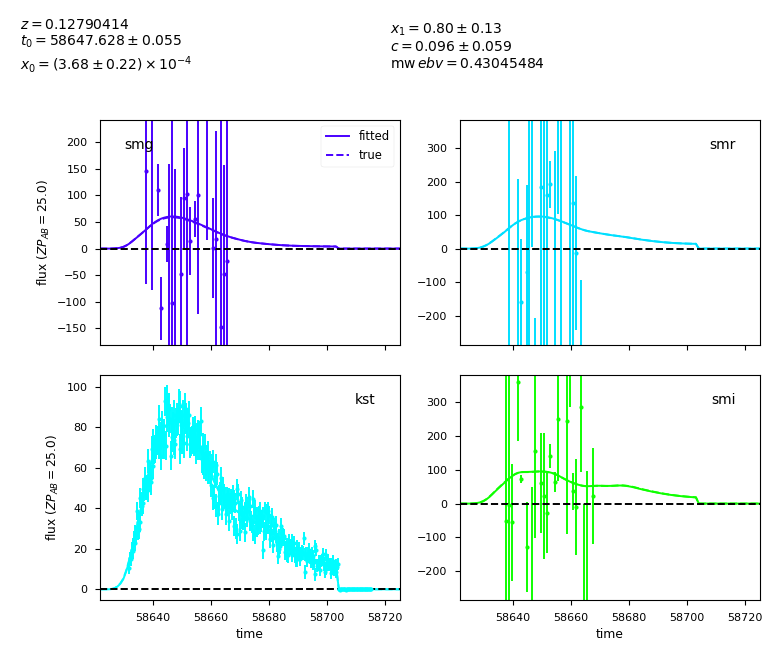 z = 0.12790414
t₀ = 58647.628 ± 0.055
x₀ = (3.68 ± 0.22) × 10⁻⁴
x₁ = 0.80 ± 0.13
c = 0.096 ± 0.059
mw ebv = 0.43045484
smg
fitted
true
200
150
100
50
0
−50
−100
−150
flux (ZP_AB = 25.0)
smr
300
200
100
0
−100
−200
kst
100
80
60
40
20
0
flux (ZP_AB = 25.0)
58640 58660 58680 58700 58720
time
smi
300
200
100
0
−100
−200
58640 58660 58680 58700 58720
time